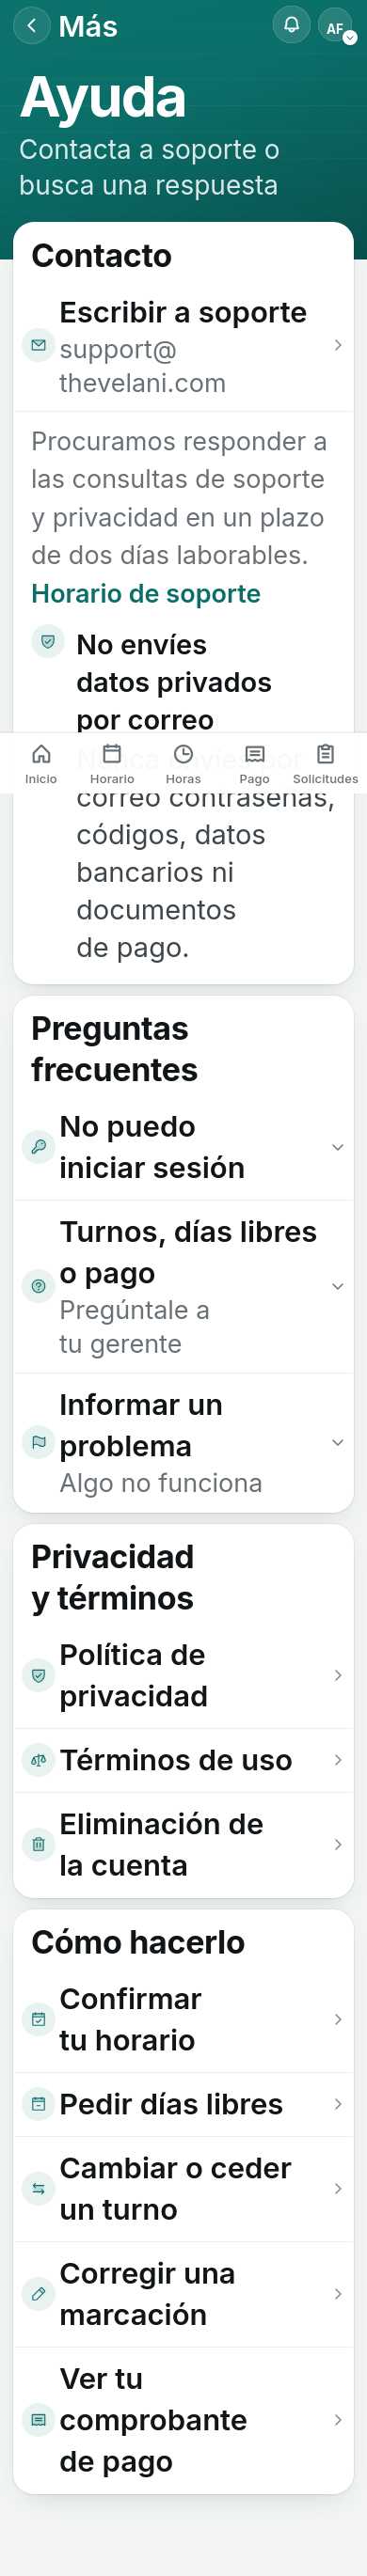 Más
AF
Ayuda
Contacta a soporte o
busca una respuesta
Contacto
Escribir a soporte
support@
thevelani.com
Procuramos responder a
las consultas de soporte
y privacidad en un plazo
de dos días laborables.
Horario de soporte
No envíes
datos privados
por correo
Nunca envíes por
Inicio
Horario
Horas
Pago
Solicitudes
correo contraseñas,
códigos, datos
bancarios ni
documentos
de pago.
Preguntas
frecuentes
No puedo
iniciar sesión
Turnos, días libres
o pago
Pregúntale a
tu gerente
Informar un
problema
Algo no funciona
Privacidad
y términos
Política de
privacidad
Términos de uso
Eliminación de
la cuenta
Cómo hacerlo
Confirmar
tu horario
Pedir días libres
Cambiar o ceder
un turno
Corregir una
marcación
Ver tu
comprobante
de pago